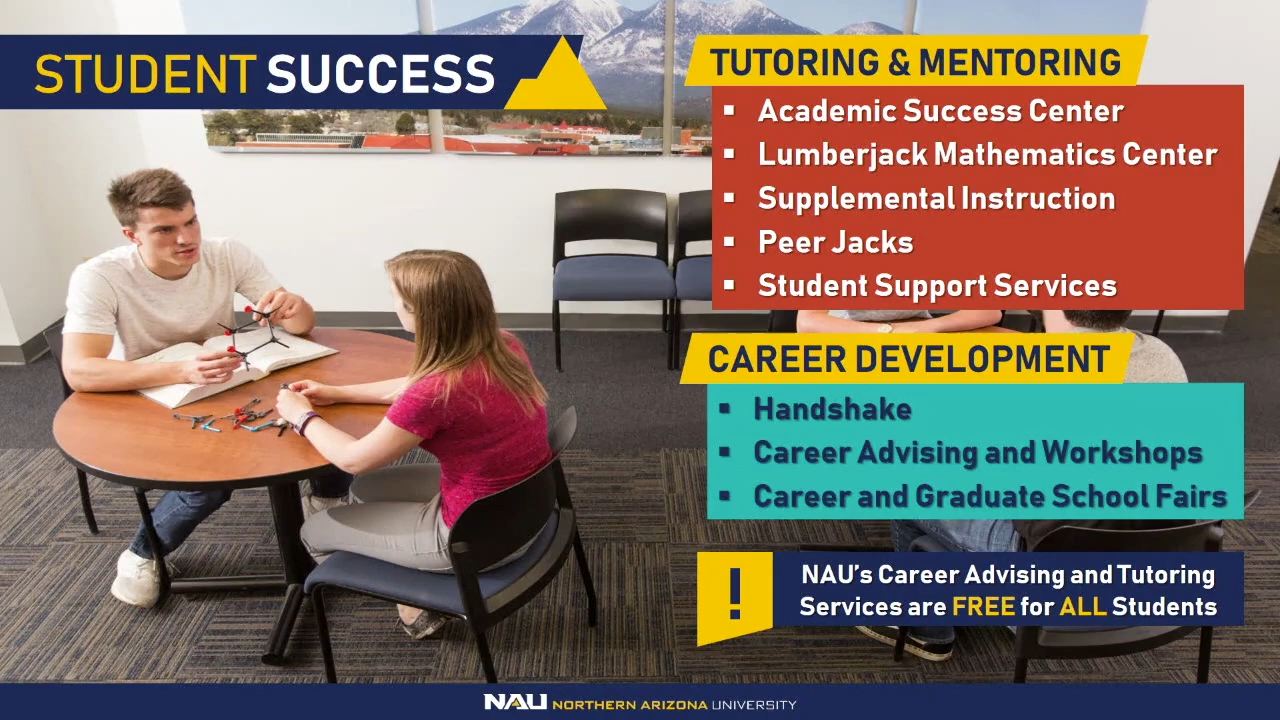 STUDENT SUCCESS
TUTORING & MENTORING
▪ Academic Success Center
▪ Lumberjack Mathematics Center
▪ Supplemental Instruction
▪ Peer Jacks
▪ Student Support Services
CAREER DEVELOPMENT
▪ Handshake
▪ Career Advising and Workshops
▪ Career and Graduate School Fairs
!
NAU's Career Advising and Tutoring
Services are FREE for ALL Students
NAU NORTHERN ARIZONA UNIVERSITY